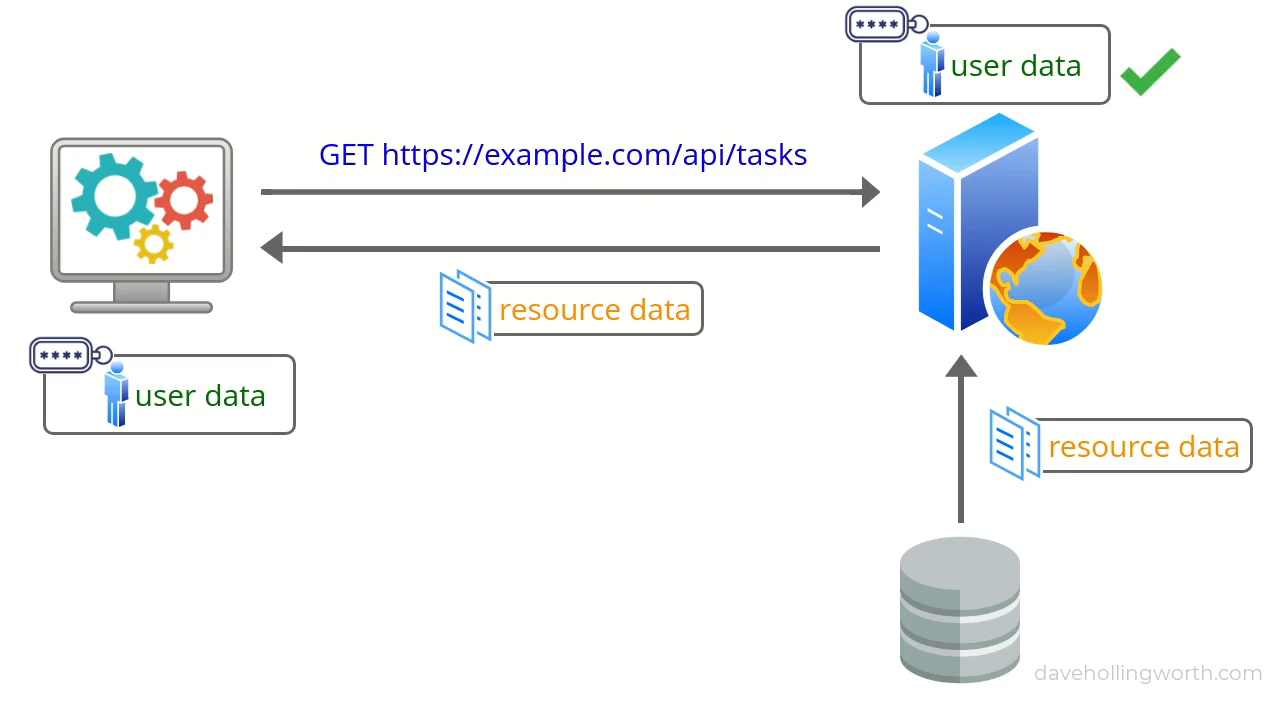 ****
user data
GET https://example.com/api/tasks
resource data
****
user data
resource data
davehollingworth.com